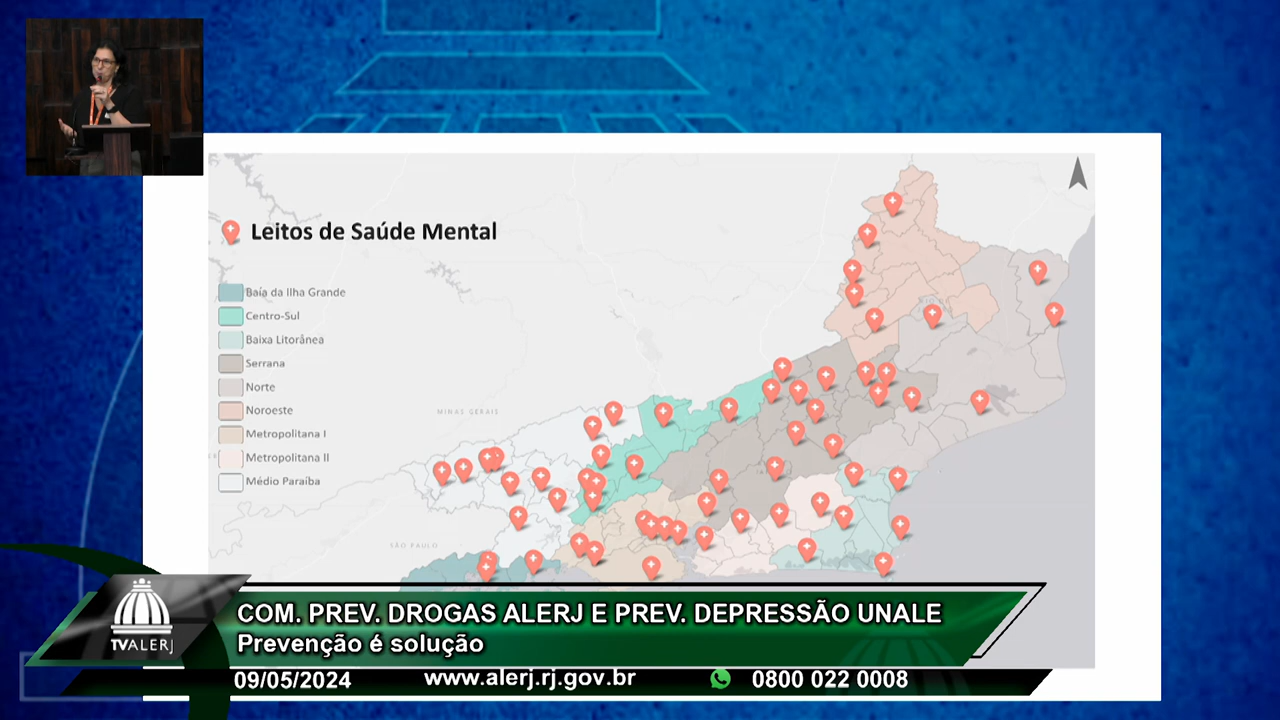 Leitos de Saúde Mental
Baía da Ilha Grande
Centro-Sul
Baixa Litorânea
Serrana
Norte
Noroeste
Metropolitana I
Metropolitana II
Médio Paraíba
MINAS GERAIS
SÃO PAULO
COM. PREV. DROGAS ALERJ E PREV. DEPRESSÃO UNALE
Prevenção é solução
TVALERJ
09/05/2024 www.alerj.rj.gov.br 0800 022 0008